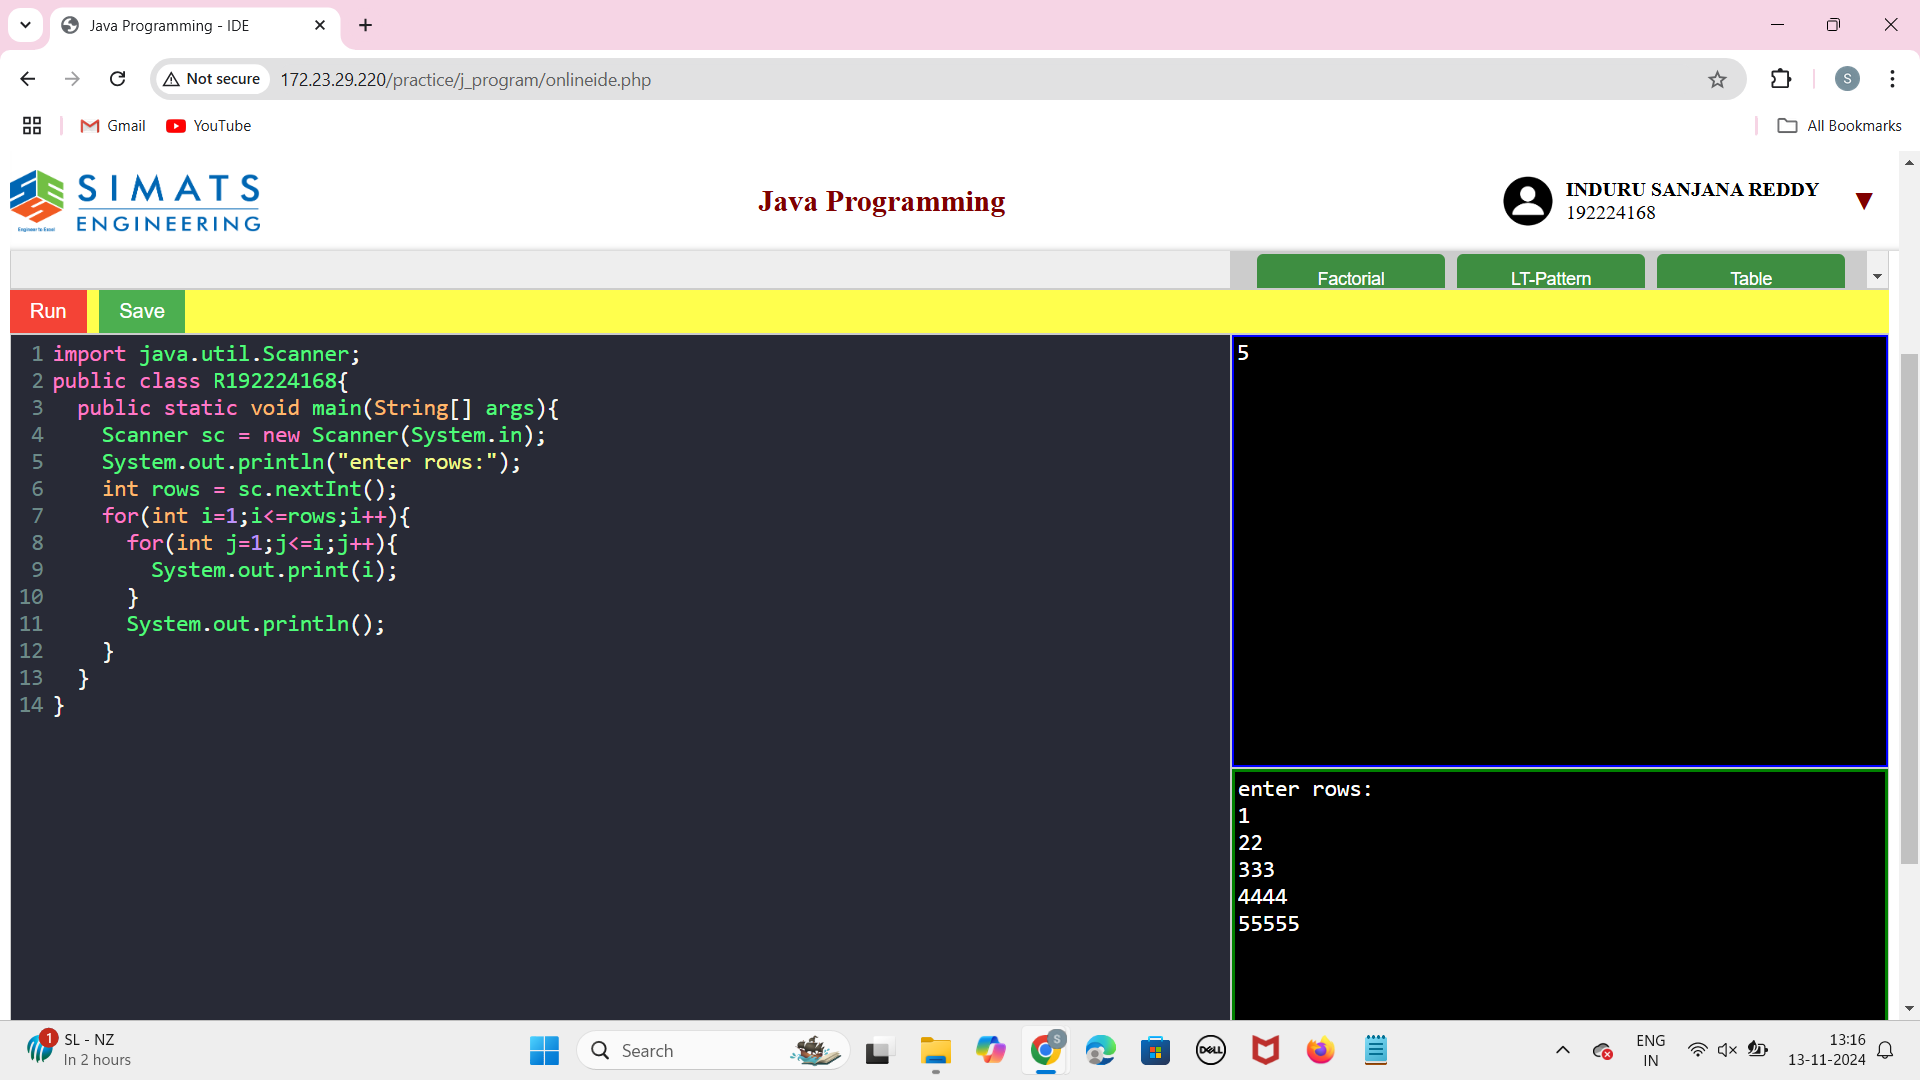 Java Programming - IDE
Not secure
172.23.29.220/practice/j_program/onlineide.php
S
Gmail
YouTube
All Bookmarks
SIMATS
ENGINEERING
Engineer to Excel
Java Programming
INDURU SANJANA REDDY
192224168
Factorial
LT-Pattern
Table
Run
Save
1 import java.util.Scanner;
2 public class R192224168{
3   public static void main(String[] args){
4     Scanner sc = new Scanner(System.in);
5     System.out.println("enter rows:");
6     int rows = sc.nextInt();
7     for(int i=1;i<=rows;i++){
8       for(int j=1;j<=i;j++){
9         System.out.print(i);
10       }
11       System.out.println();
12     }
13   }
14 }
5
enter rows:
1
22
333
4444
55555
1
SL - NZ
In 2 hours
Search
S
DELL
ENG
IN
13:16
13-11-2024